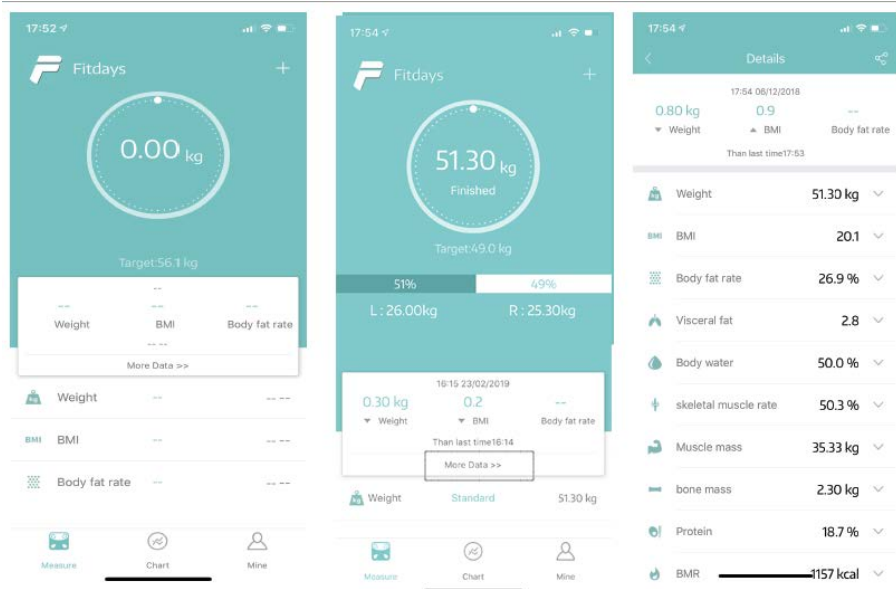 17:52
Fitdays
+
0.00 kg
Target:56.1 kg
--
-- -- --
Weight BMI Body fat rate
-- --
More Data >>
Weight -- -- --
BMI BMI -- -- --
Body fat rate -- -- --
Measure Chart Mine
17:54
Fitdays
+
51.30 kg
Finished
Target:49.0 kg
51% 49%
L : 26.00kg R : 25.30kg
16:15 23/02/2019
0.30 kg 0.2 --
Weight BMI Body fat rate
Than last time16:14
More Data >>
Weight Standard 51.30 kg
Measure Chart Mine
17:54
Details
17:54 06/12/2018
0.80 kg 0.9 --
Weight BMI Body fat rate
Than last time17:53
kg Weight 51.30 kg
BMI BMI 20.1
Body fat rate 26.9 %
Visceral fat 2.8
Body water 50.0 %
skeletal muscle rate 50.3 %
Muscle mass 35.33 kg
bone mass 2.30 kg
Protein 18.7 %
BMR 1157 kcal